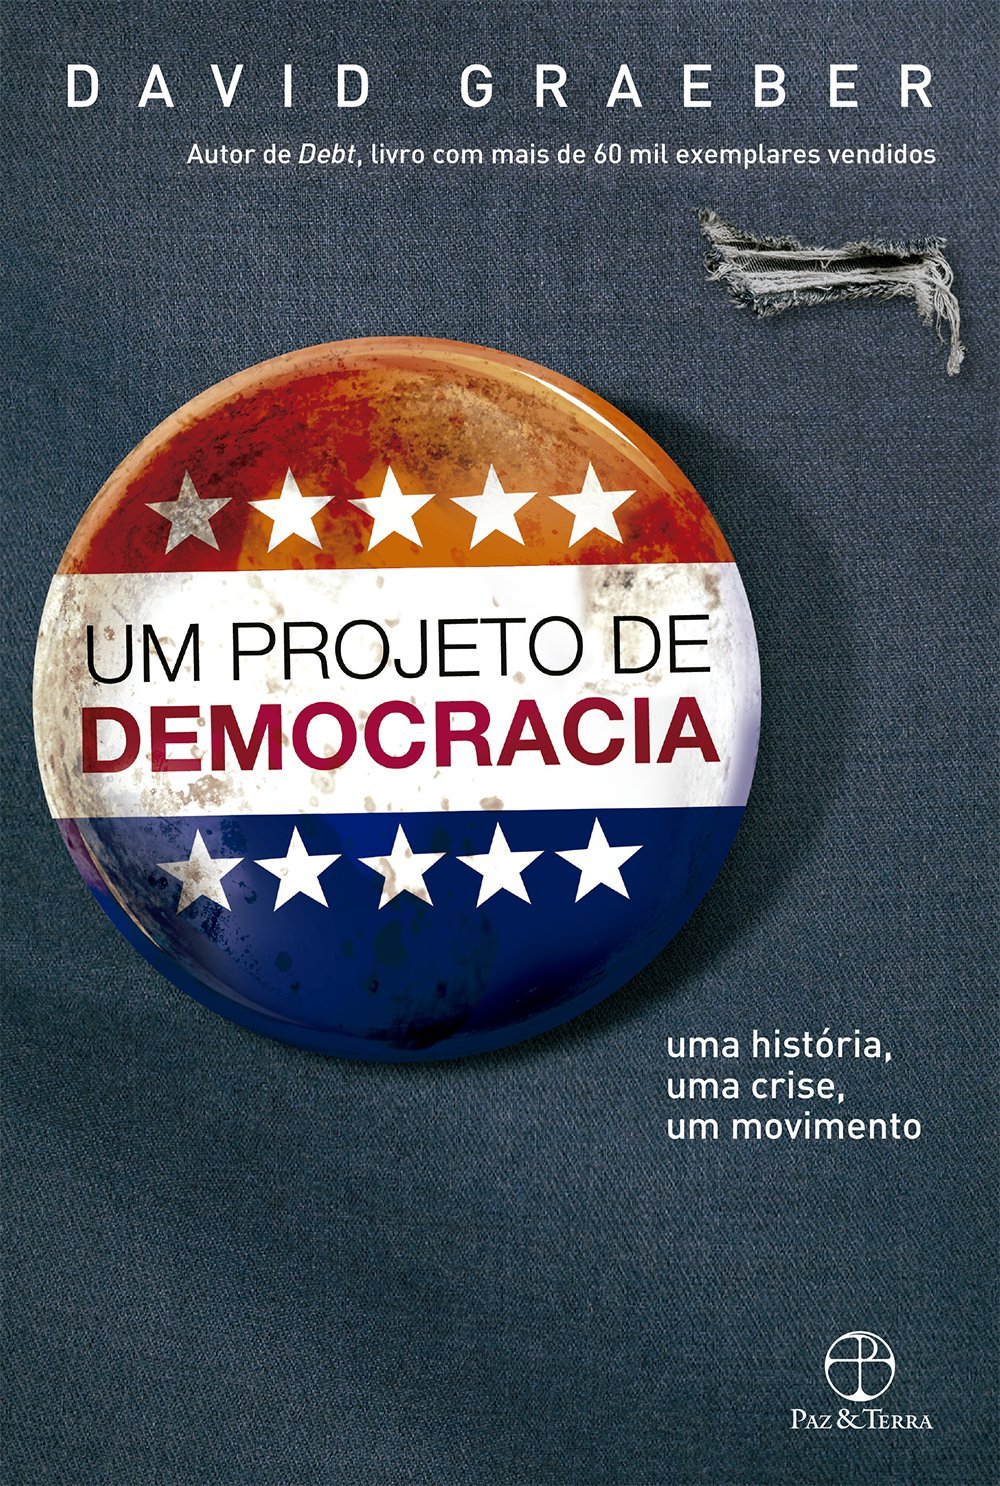 DAVID GRAEBER
Autor de Debt, livro com mais de 60 mil exemplares vendidos
UM PROJETO DE
DEMOCRACIA
uma história,
uma crise,
um movimento
PAZ & TERRA